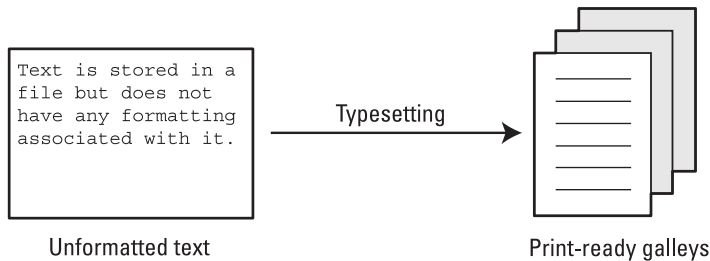 Text is stored in a
file but does not
have any formatting
associated with it.
Typesetting
Unformatted text
Print-ready galleys